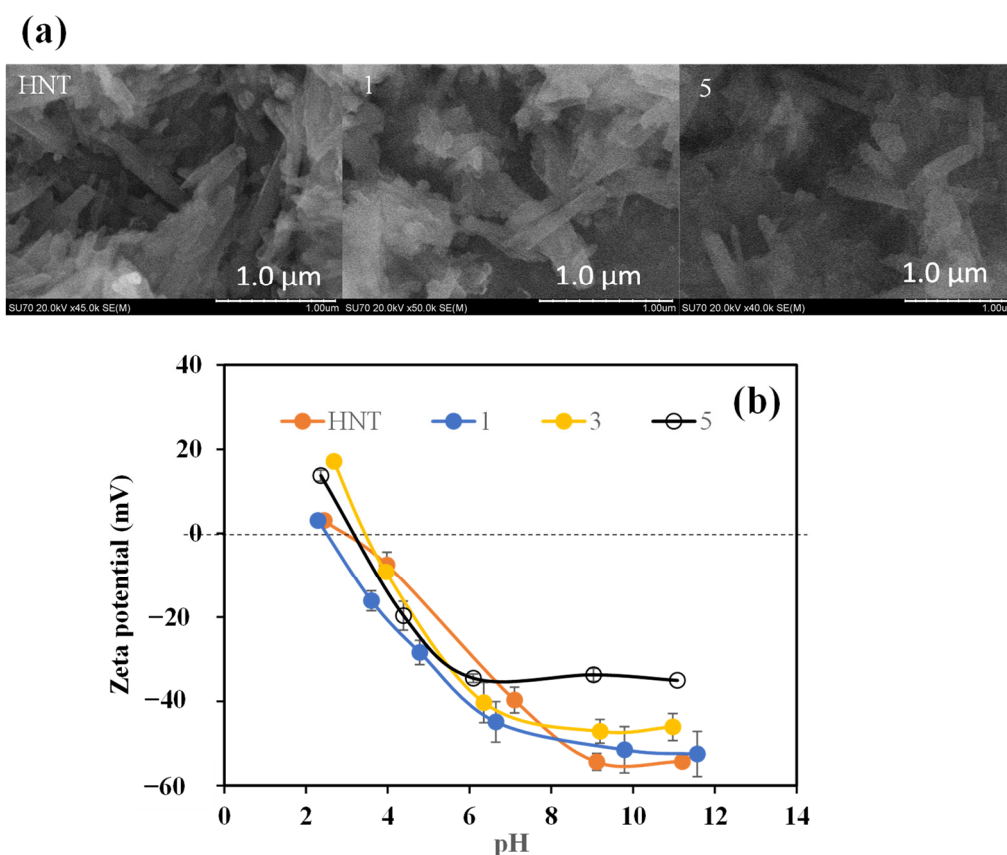 (a)
HNT
1
5
1.0 μm
1.0 μm
1.0 μm
SU70 20.0kV x45.0k SE(M) 1.00um
SU70 20.0kV x50.0k SE(M) 1.00um
SU70 20.0kV x40.0k SE(M) 1.00u
(b)
HNT
1
3
5
Zeta potential (mV)
40
20
0
−20
−40
−60
0 2 4 6 8 10 12 14
pH